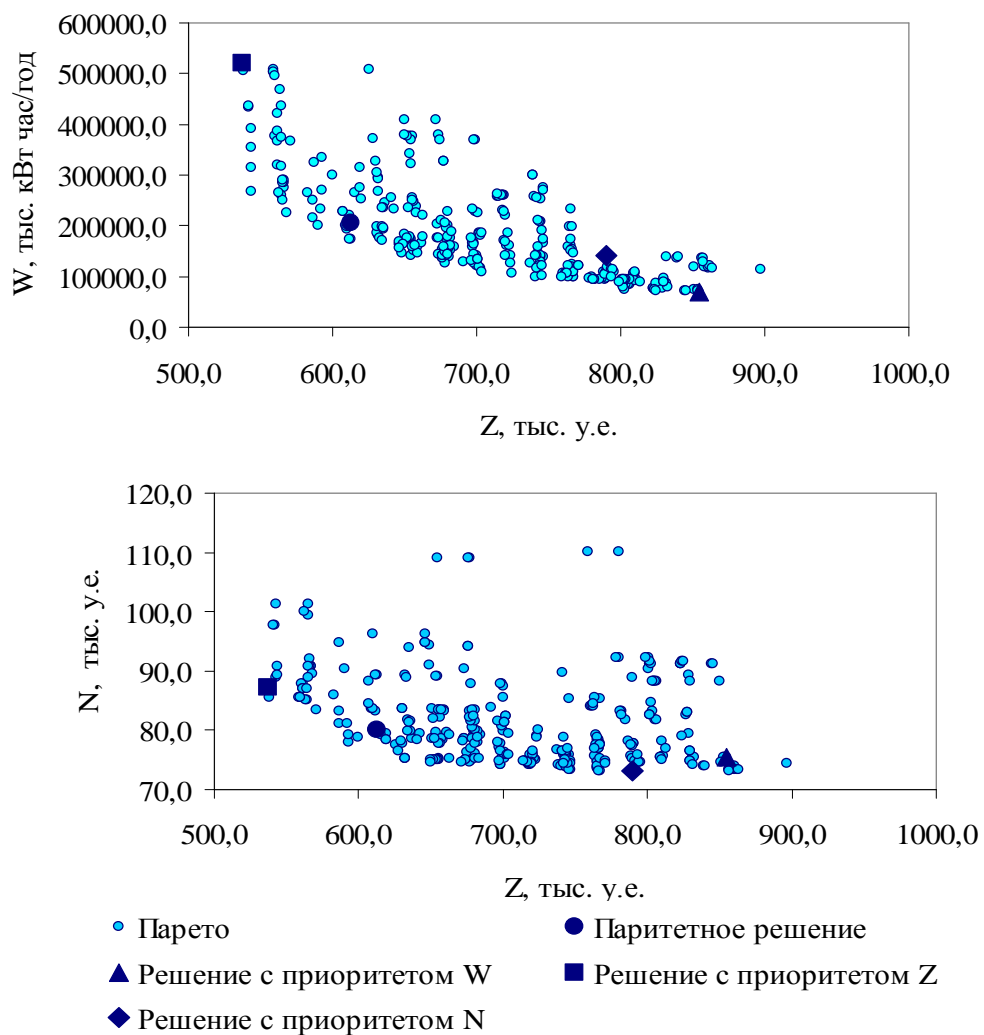 600000,0
500000,0
400000,0
300000,0
200000,0
100000,0
0,0
W, тыс. кВт час/год
500,0 600,0 700,0 800,0 900,0 1000,0
Z, тыс. у.е.
120,0
110,0
100,0
90,0
80,0
70,0
N, тыс. у.е.
500,0 600,0 700,0 800,0 900,0 1000,0
Z, тыс. у.е.
Парето Паритетное решение
Решение с приоритетом W Решение с приоритетом Z
Решение с приоритетом N